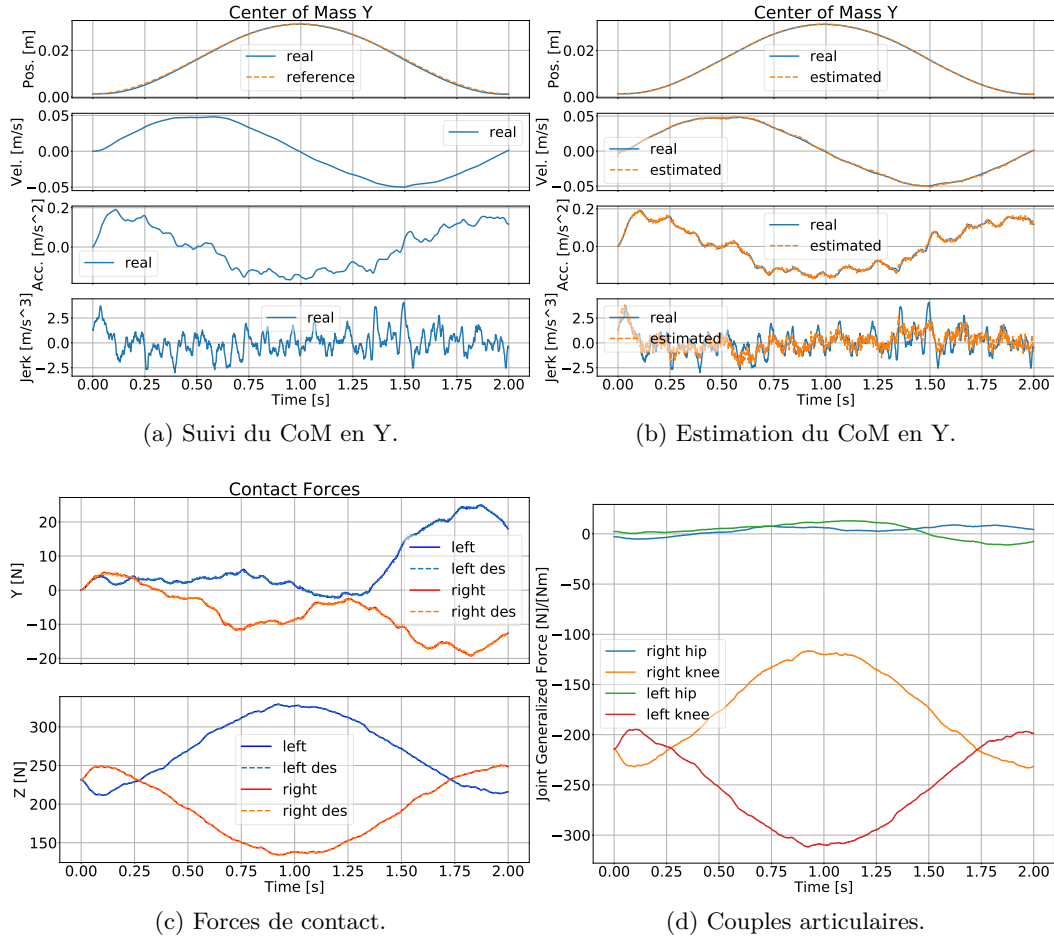 Center of Mass Y
Pos. [m]
0.02
0.00
real
reference
Vel. [m/s]
0.05
0.00
−0.05
real
Acc. [m/s^2]
0.2
0.0
real
Jerk [m/s^3]
2.5
0.0
−2.5
real
0.00 0.25 0.50 0.75 1.00 1.25 1.50 1.75 2.00
Time [s]
(a) Suivi du CoM en Y.
Center of Mass Y
Pos. [m]
0.02
0.00
real
estimated
Vel. [m/s]
0.05
0.00
−0.05
real
estimated
Acc. [m/s^2]
0.2
0.0
real
estimated
Jerk [m/s^3]
2.5
0.0
−2.5
real
estimated
0.00 0.25 0.50 0.75 1.00 1.25 1.50 1.75 2.00
Time [s]
(b) Estimation du CoM en Y.
Contact Forces
Y [N]
20
10
0
−10
−20
left
left des
right
right des
Z [N]
300
250
200
150
left
left des
right
right des
0.00 0.25 0.50 0.75 1.00 1.25 1.50 1.75 2.00
Time [s]
(c) Forces de contact.
Joint Generalized Force [N]/[Nm]
0
−50
−100
−150
−200
−250
−300
right hip
right knee
left hip
left knee
0.00 0.25 0.50 0.75 1.00 1.25 1.50 1.75 2.00
Time [s]
(d) Couples articulaires.